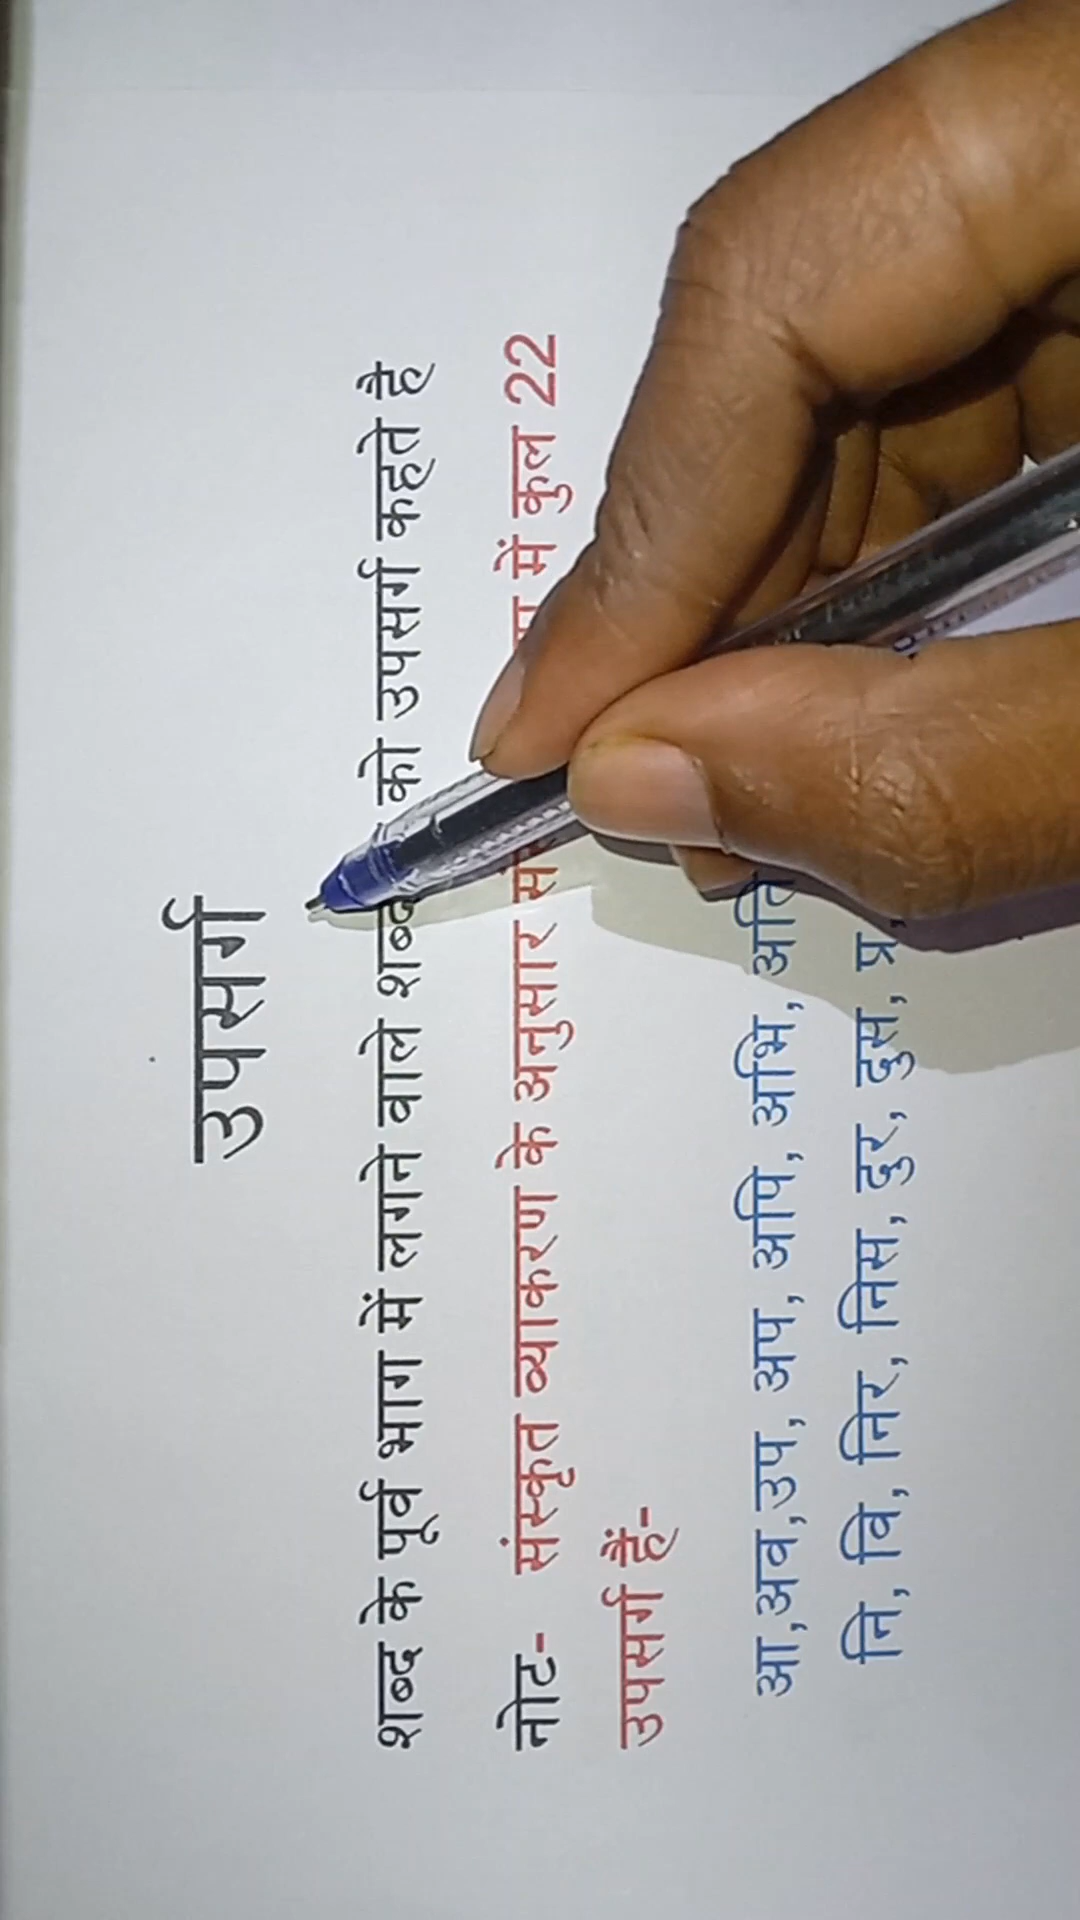 उपसर्ग
शब्द के पूर्व भाग में लगने वाले शब्द को उपसर्ग कहते है
नोट- संस्कृत व्याकरण के अनुसार में कुल 22
उपसर्ग हैं-
आ,अव,उप, अप, अपि, अभि,
नि, वि, निर, निस, दुर, दुस, प्र,